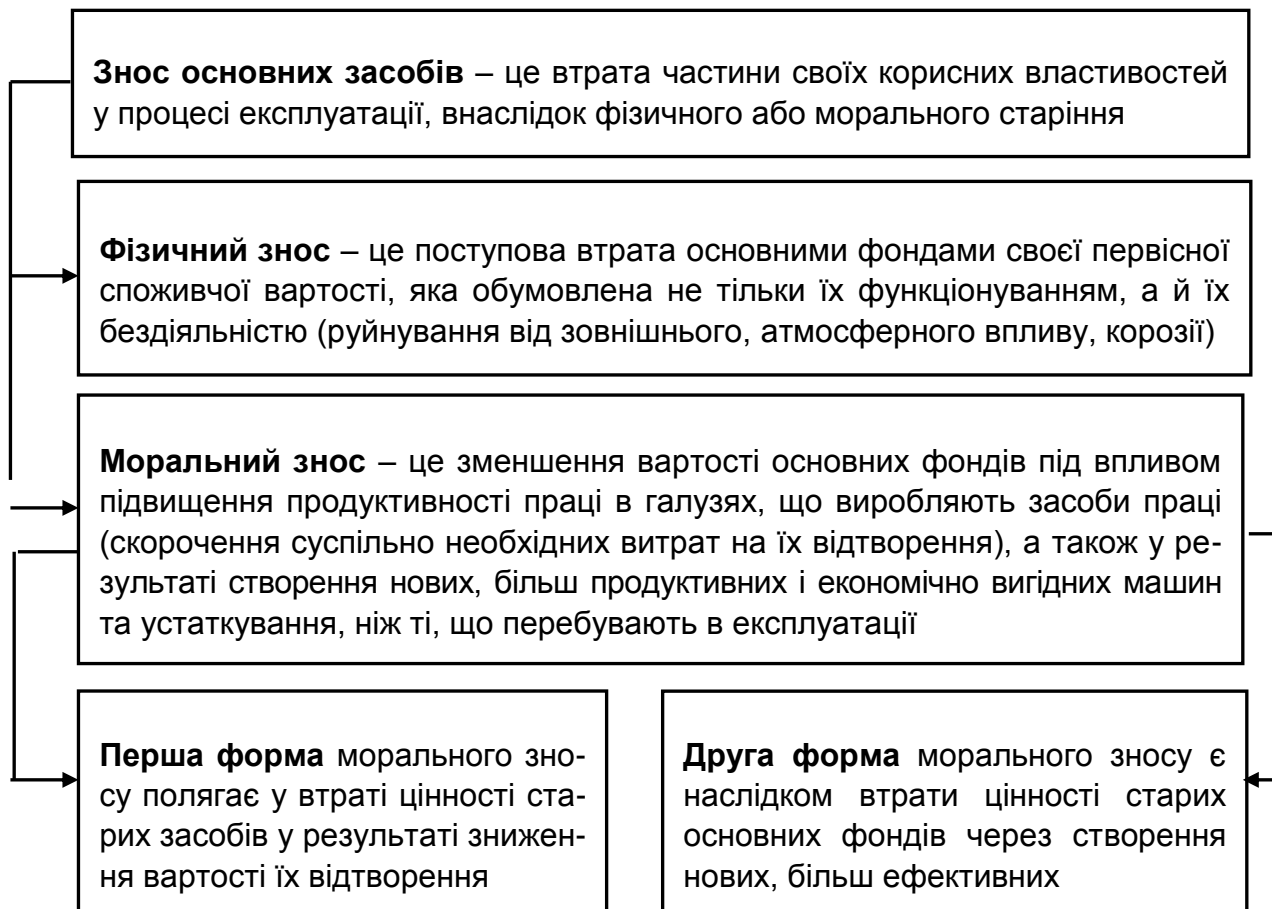 Знос основних засобів – це втрата частини своїх корисних властивостей
у процесі експлуатації, внаслідок фізичного або морального старіння
Фізичний знос – це поступова втрата основними фондами своєї первісної
споживчої вартості, яка обумовлена не тільки їх функціонуванням, а й їх
бездіяльністю (руйнування від зовнішнього, атмосферного впливу, корозії)
Моральний знос – це зменшення вартості основних фондів під впливом
підвищення продуктивності праці в галузях, що виробляють засоби праці
(скорочення суспільно необхідних витрат на їх відтворення), а також у ре-
зультаті створення нових, більш продуктивних і економічно вигідних машин
та устаткування, ніж ті, що перебувають в експлуатації
Перша форма морального зно-
су полягає у втраті цінності ста-
рих засобів у результаті знижен-
ня вартості їх відтворення
Друга форма морального зносу є
наслідком втрати цінності старих
основних фондів через створення
нових, більш ефективних